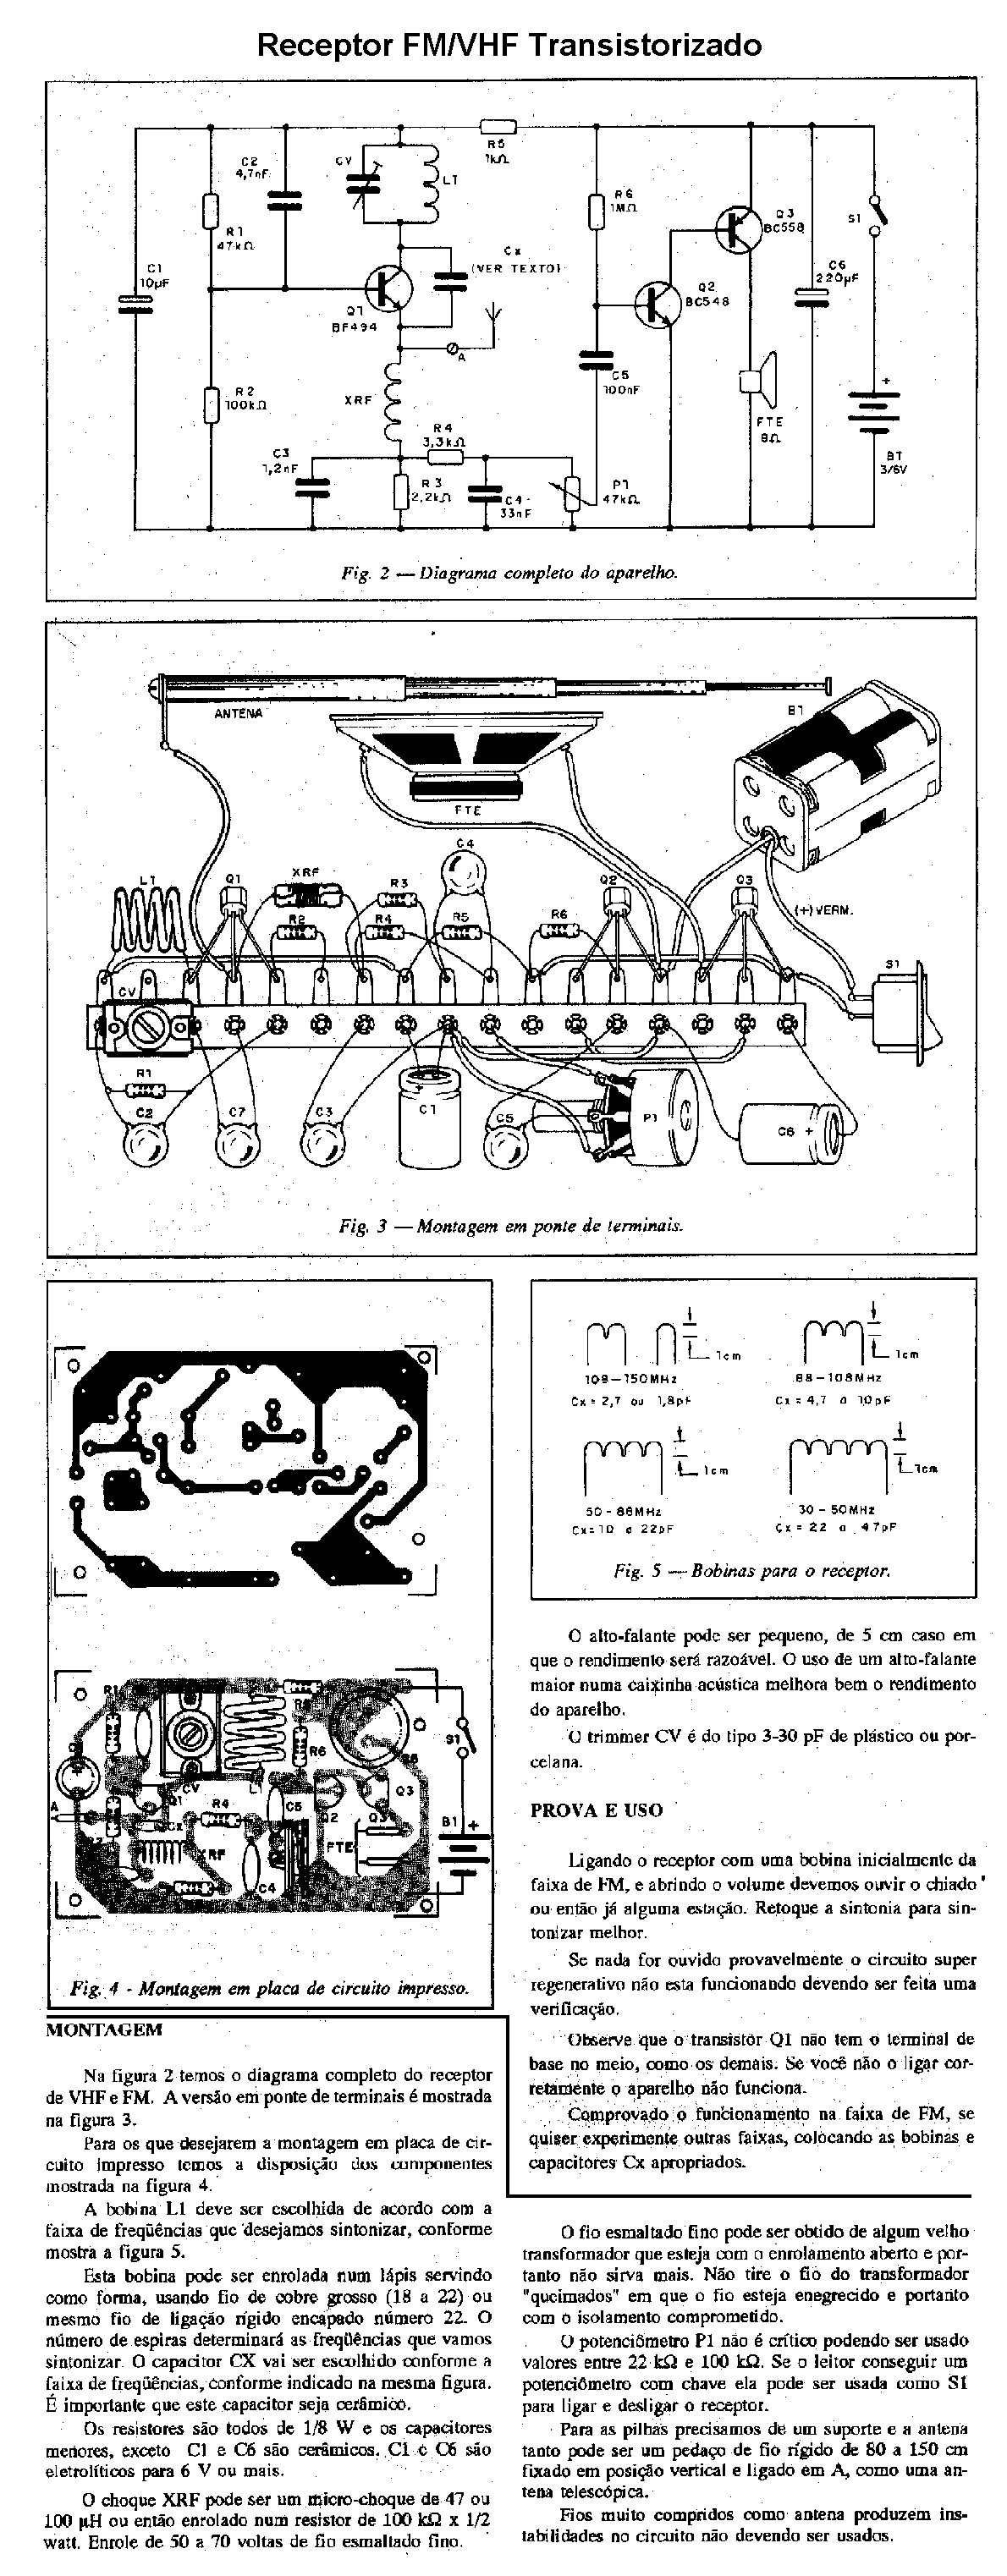 Receptor FM/VHF Transistorizado
C2
4,7nF
CV
L1
R5
1kΩ
R1
47kΩ
C1
10µF
Cx
(VER TEXTO)
Q1
BF494
A
R6
1MΩ
Q3
BC558
S1
Q2
BC548
C6
220µF
R2
100kΩ
XRF
C5
100nF
FTE
8Ω
+
B1
3/6V
R4
3,3kΩ
C3
1,2nF
R3
2,2kΩ
C4
33nF
P1
47kΩ
Fig. 2 — Diagrama completo do aparelho.
ANTENA
B1
FTE
C4
L1
Q1
XRF
R3
Q2
Q3
(+) VERM.
R2
R4
R5
R6
S1
CV
R1
C2
C7
C3
+
C1
C5
P1
C6 +
Fig. 3 — Montagem em ponte de terminais.
R1
R5
R6
S1
CV
L1
Q1
Q2
Q3
A
Cx
R4
C5
B1 +
XRF
FTE
C4
Fig. 4 - Montagem em placa de circuito impresso.
1cm
1cm
109-150MHz
88-108MHz
Cx = 2,7 ou 1,8pF
Cx = 4,7 a 10pF
1cm
1cm
50-86MHz
30-50MHz
Cx=10 a 22pF
Cx = 22 a 47pF
Fig. 5 — Bobinas para o receptor.
MONTAGEM
Na figura 2 temos o diagrama completo do receptor
de VHF e FM. A versão em ponte de terminais é mostrada
na figura 3.
Para os que desejarem a montagem em placa de cir-
cuito impresso temos a disposição dos componentes
mostrada na figura 4.
A bobina L1 deve ser escolhida de acordo com a
faixa de freqüências que desejamos sintonizar, conforme
mostra a figura 5.
Esta bobina pode ser enrolada num lápis servindo
como forma, usando fio de cobre grosso (18 a 22) ou
mesmo fio de ligação rígido encapado número 22. O
número de espiras determinará as freqüências que vamos
sintonizar. O capacitor CX vai ser escolhido conforme a
faixa de freqüências, conforme indicado na mesma figura.
É importante que este capacitor seja cerâmico.
Os resistores são todos de 1/8 W e os capacitores
menores, exceto C1 e C6 são cerâmicos. C1 e C6 são
eletrolíticos para 6 V ou mais.
O choque XRF pode ser um micro-choque de 47 ou
100 µH ou então enrolado num resistor de 100 kΩ x 1/2
watt. Enrole de 50 a 70 voltas de fio esmaltado fino.
O alto-falante pode ser pequeno, de 5 cm caso em
que o rendimento será razoável. O uso de um alto-falante
maior numa caixinha acústica melhora bem o rendimento
do aparelho.
O trimmer CV é do tipo 3-30 pF de plástico ou por-
celana.
PROVA E USO
Ligando o receptor com uma bobina inicialmente da
faixa de FM, e abrindo o volume devemos ouvir o chiado
ou então já alguma estação. Retoque a sintonia para sin-
tonizar melhor.
Se nada for ouvido provavelmente o circuito super
regenerativo não esta funcionando devendo ser feita uma
verificação.
Observe que o transistor Q1 não tem o terminal de
base no meio, como os demais. Se você não o ligar cor-
retamente o aparelho não funciona.
Comprovado o funcionamento na faixa de FM, se
quiser experimente outras faixas, colocando as bobinas e
capacitores Cx apropriados.
O fio esmaltado fino pode ser obtido de algum velho
transformador que esteja com o enrolamento aberto e por-
tanto não sirva mais. Não tire o fio do transformador
"queimados" em que o fio esteja enegrecido e portanto
com o isolamento comprometido.
O potenciômetro P1 não é crítico podendo ser usado
valores entre 22 kΩ e 100 kΩ. Se o leitor conseguir um
potenciômetro com chave ela pode ser usada como S1
para ligar e desligar o receptor.
Para as pilhas precisamos de um suporte e a antena
tanto pode ser um pedaço de fio rígido de 80 a 150 cm
fixado em posição vertical e ligado em A, como uma an-
tena telescópica.
Fios muito compridos como antena produzem ins-
tabilidades no circuito não devendo ser usados.